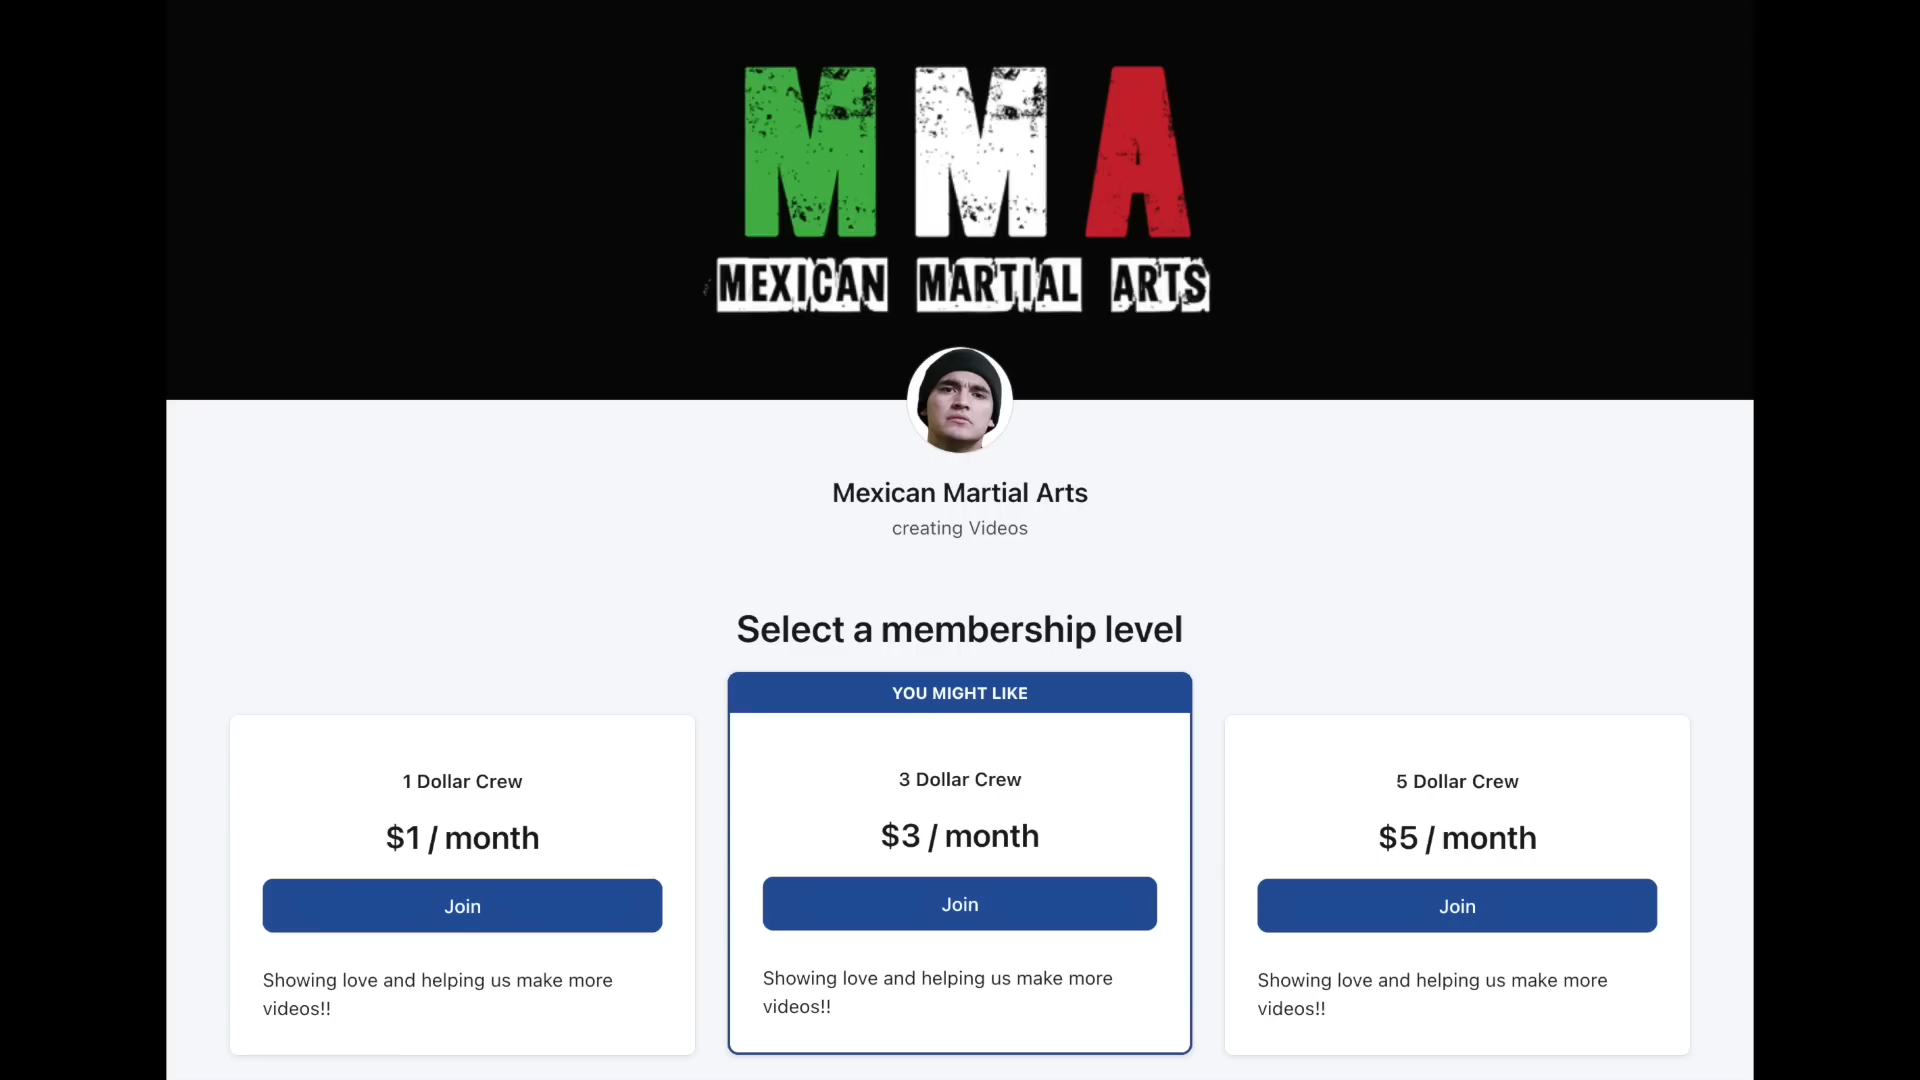 MMA
MEXICAN MARTIAL ARTS
Mexican Martial Arts
creating Videos
Select a membership level
1 Dollar Crew
$1 / month
Join
Showing love and helping us make more
videos!!
YOU MIGHT LIKE
3 Dollar Crew
$3 / month
Join
Showing love and helping us make more
videos!!
5 Dollar Crew
$5 / month
Join
Showing love and helping us make more
videos!!